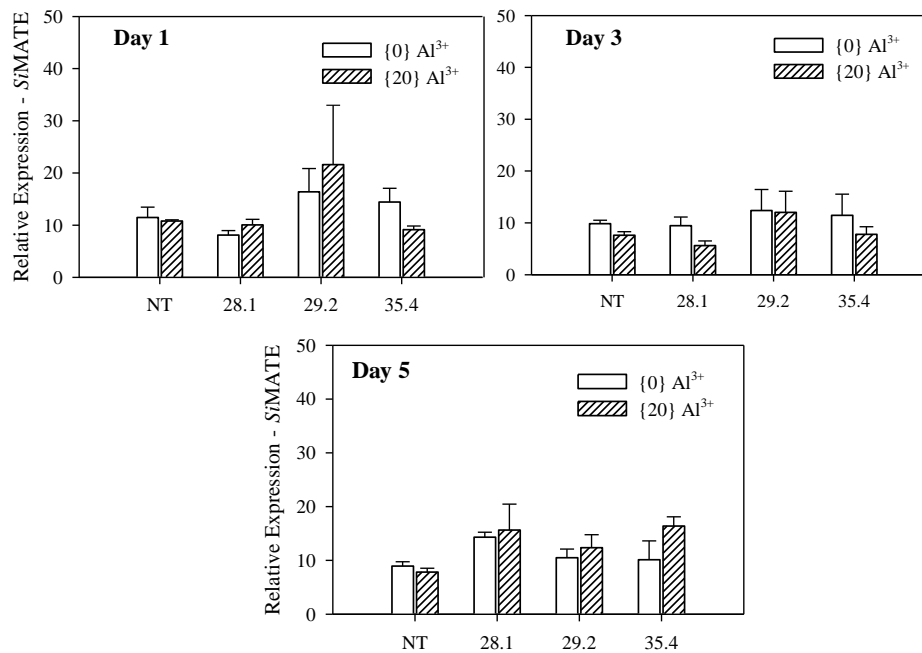 Day 1
{0} Al³⁺
{20} Al³⁺
Relative Expression - SiMATE
50
40
30
20
10
0
NT 28.1 29.2 35.4
Day 3
{0} Al³⁺
{20} Al³⁺
50
40
30
20
10
0
NT 28.1 29.2 35.4
Day 5
{0} Al³⁺
{20} Al³⁺
Relative Expression - SiMATE
50
40
30
20
10
0
NT 28.1 29.2 35.4